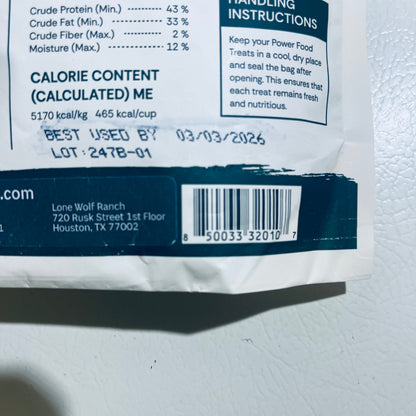 Crude Protein (Min.) 43 %
Crude Fat (Min.) 33 %
Crude Fiber (Max.) 2 %
Moisture (Max.) 12 %
CALORIE CONTENT
(CALCULATED) ME
5170 kcal/kg 465 kcal/cup
HANDLING
INSTRUCTIONS
Keep your Power Food
Treats in a cool, dry place
and seal the bag after
opening. This ensures that
each treat remains fresh
and nutritious.
BEST USED BY 03/03/2026
LOT:247B-01
.com
1
Lone Wolf Ranch
720 Rusk Street 1st Floor
Houston, TX 77002
8 50033 32010 7